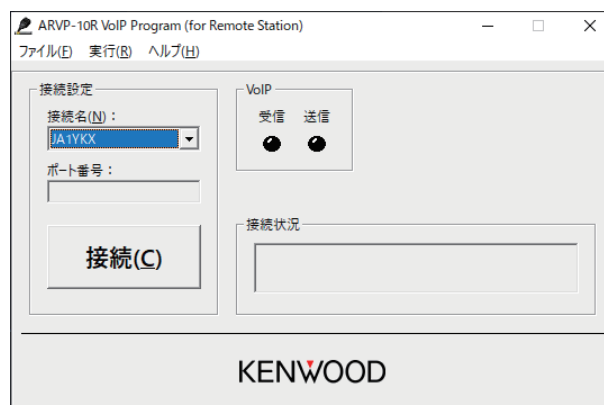 ARVP-10R VoIP Program (for Remote Station)
ファイル(F) 実行(R) ヘルプ(H)
接続設定
接続名(N)：
JA1YKX
ポート番号：
接続(C)
VoIP
受信 送信
接続状況
KENWOOD